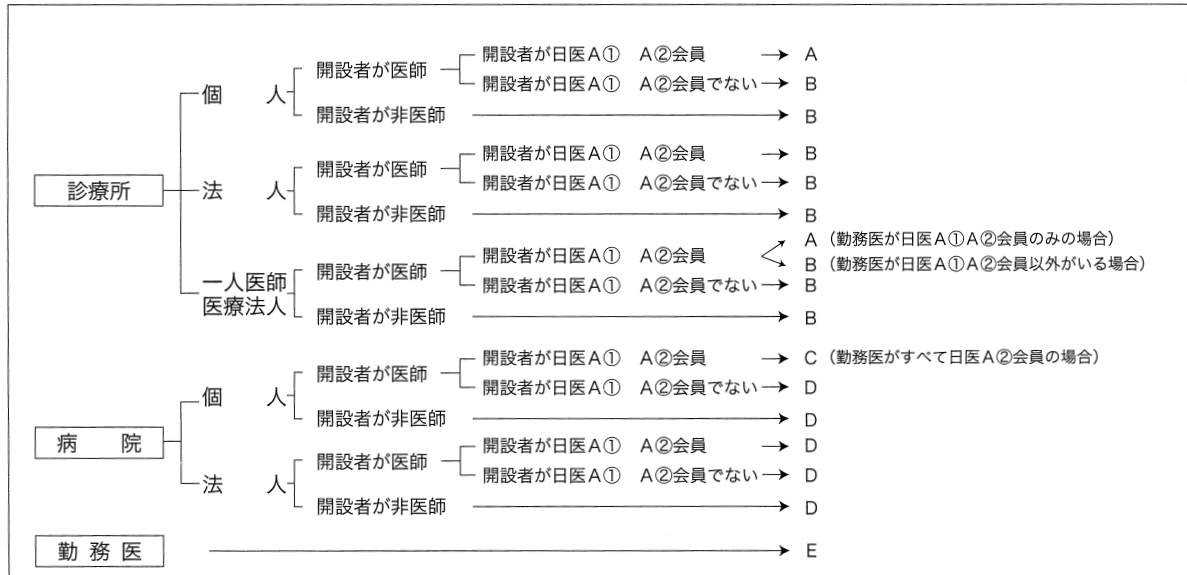 開設者が日医A① A②会員 → A
開設者が医師
開設者が日医A① A②会員でない → B
個 人
開設者が非医師 → B
開設者が日医A① A②会員 → B
開設者が医師
開設者が日医A① A②会員でない → B
診療所
法 人
開設者が非医師 → B
A(勤務医が日医A①A②会員のみの場合)
開設者が日医A① A②会員
B(勤務医が日医A①A②会員以外がいる場合)
開設者が医師
一人医師
医療法人
開設者が日医A① A②会員でない → B
開設者が非医師 → B
開設者が日医A① A②会員 → C(勤務医がすべて日医A②会員の場合)
開設者が医師
開設者が日医A① A②会員でない → D
個 人
開設者が非医師 → D
病 院
開設者が日医A① A②会員 → D
開設者が医師
開設者が日医A① A②会員でない → D
法 人
開設者が非医師 → D
勤務医 → E